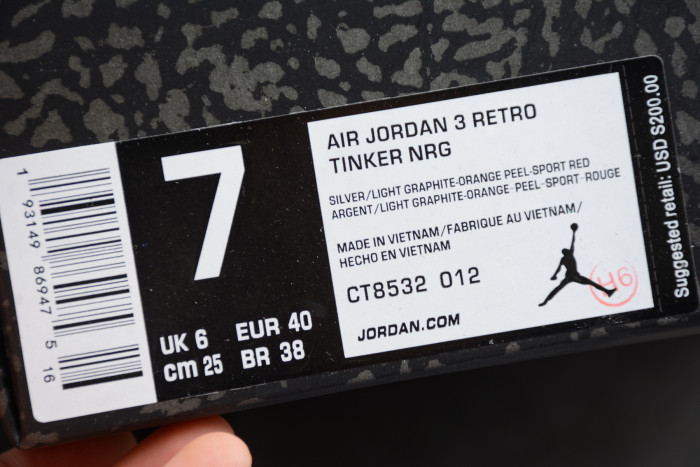 1 93149 86947 5 16
7
UK 6 EUR 40
cm 25 BR 38
AIR JORDAN 3 RETRO
TINKER NRG
SILVER/LIGHT GRAPHITE-ORANGE PEEL-SPORT RED
ARGENT/LIGHT GRAPHITE-ORANGE-PEEL-SPORT-ROUGE
MADE IN VIETNAM/FABRIQUE AU VIETNAM/
HECHO EN VIETNAM
CT8532 012
JORDAN.COM
Suggested retail: USD S200.00